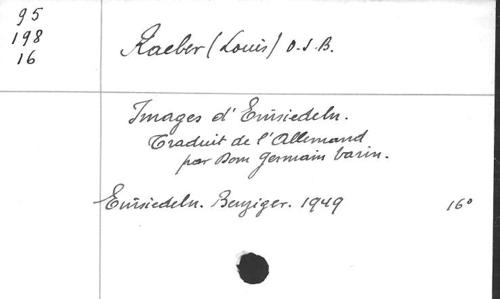 95
198
16
Raeber (Louis) O.S.B.
Images d'Einsiedeln.
Traduit de l'Allemand
par Dom Germain Varin.
Einsiedeln. Benziger. 1949 16°